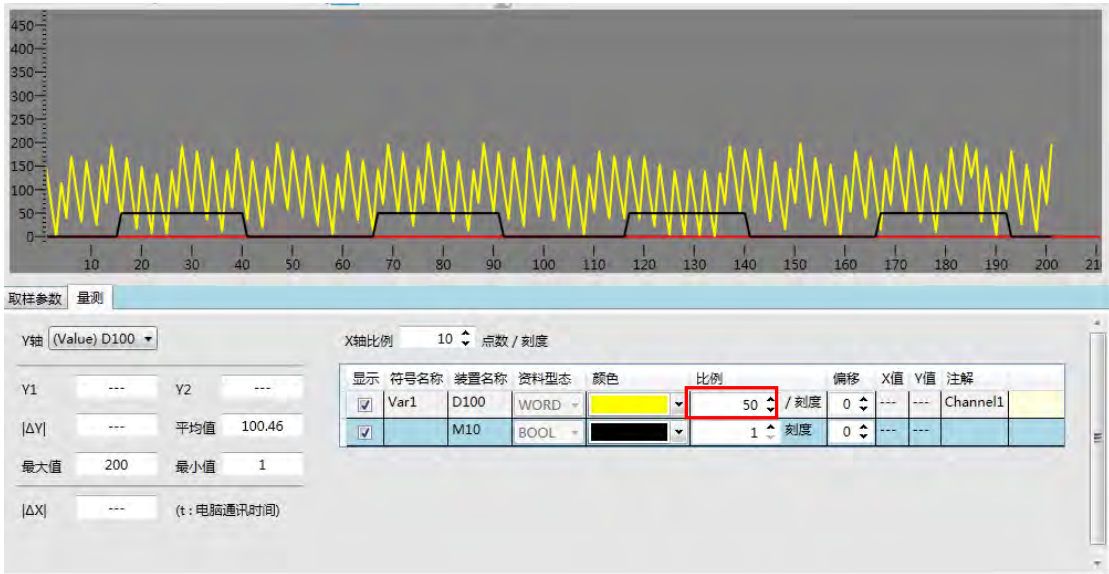 450
400
350
300
250
200
150
100
50
0
10 20 30 40 50 60 70 80 90 100 110 120 130 140 150 160 170 180 190 200 21
取样参数 量测
Y轴 (Value) D100 X轴比例 10 点数 / 刻度
显示 符号名称 装置名称 资料型态 颜色 比例 偏移 X值 Y值 注解
Y1 --- Y2 ---
Var1 D100 WORD 50 / 刻度 0 --- --- Channel1
M10 BOOL 1 刻度 0 --- ---
|ΔY| --- 平均值 100.46
最大值 200 最小值 1
|ΔX| --- (t : 电脑通讯时间)